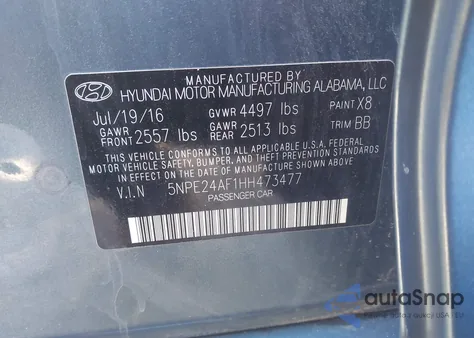 MANUFACTURED BY
HYUNDAI MOTOR MANUFACTURING ALABAMA, LLC
Jul/19/16 GVWR 4497 lbs PAINT X8
GAWR FRONT 2557 lbs GAWR REAR 2513 lbs TRIM BB
THIS VEHICLE CONFORMS TO ALL APPLICABLE U.S.A. FEDERAL
MOTOR VEHICLE SAFETY, BUMPER, AND THEFT PREVENTION
STANDARDS IN EFFECT ON THE DATE OF MANUFACTURE
SHOWN ABOVE.
V.I.N 5NPE24AF1HH473477
PASSENGER CAR
autaSnap